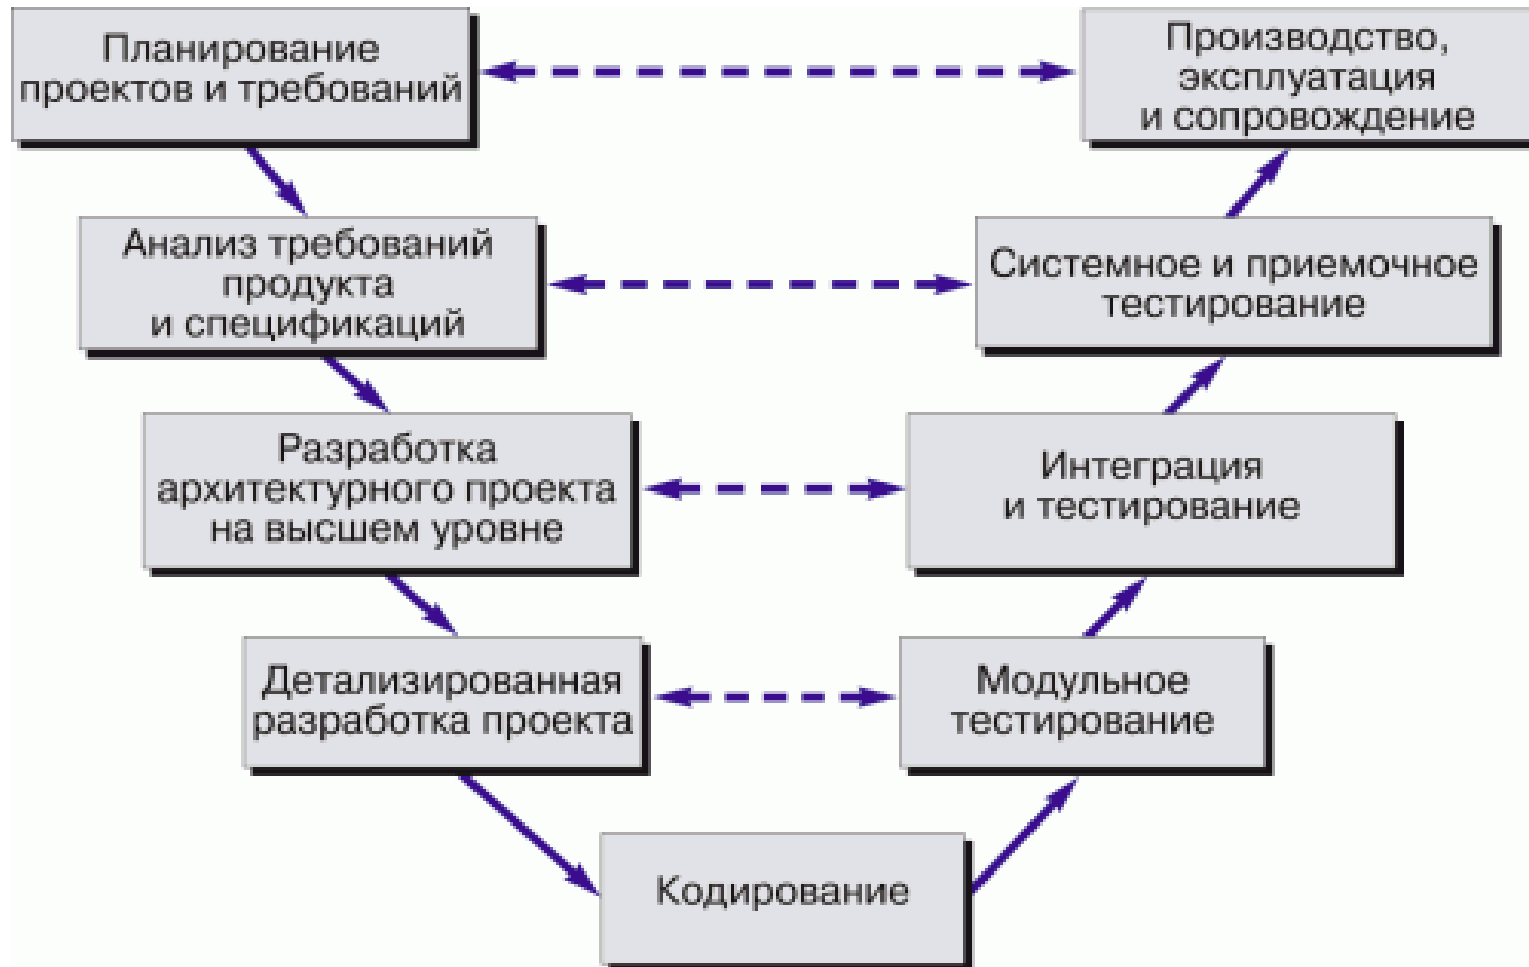 Планирование
проектов и требований
Производство,
эксплуатация
и сопровождение
Анализ требований
продукта
и спецификаций
Системное и приемочное
тестирование
Разработка
архитектурного проекта
на высшем уровне
Интеграция
и тестирование
Детализированная
разработка проекта
Модульное
тестирование
Кодирование